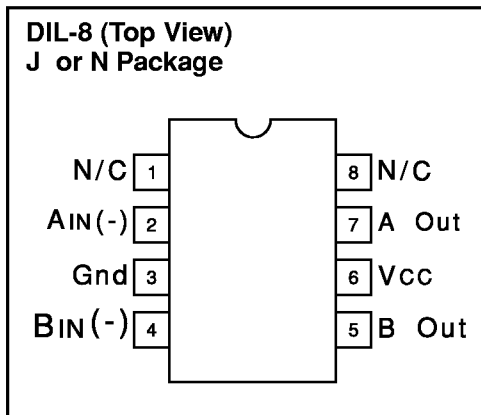 DIL-8 (Top View)
J or N Package
N/C 1 8 N/C
AIN(-) 2 7 A Out
Gnd 3 6 VCC
BIN(-) 4 5 B Out